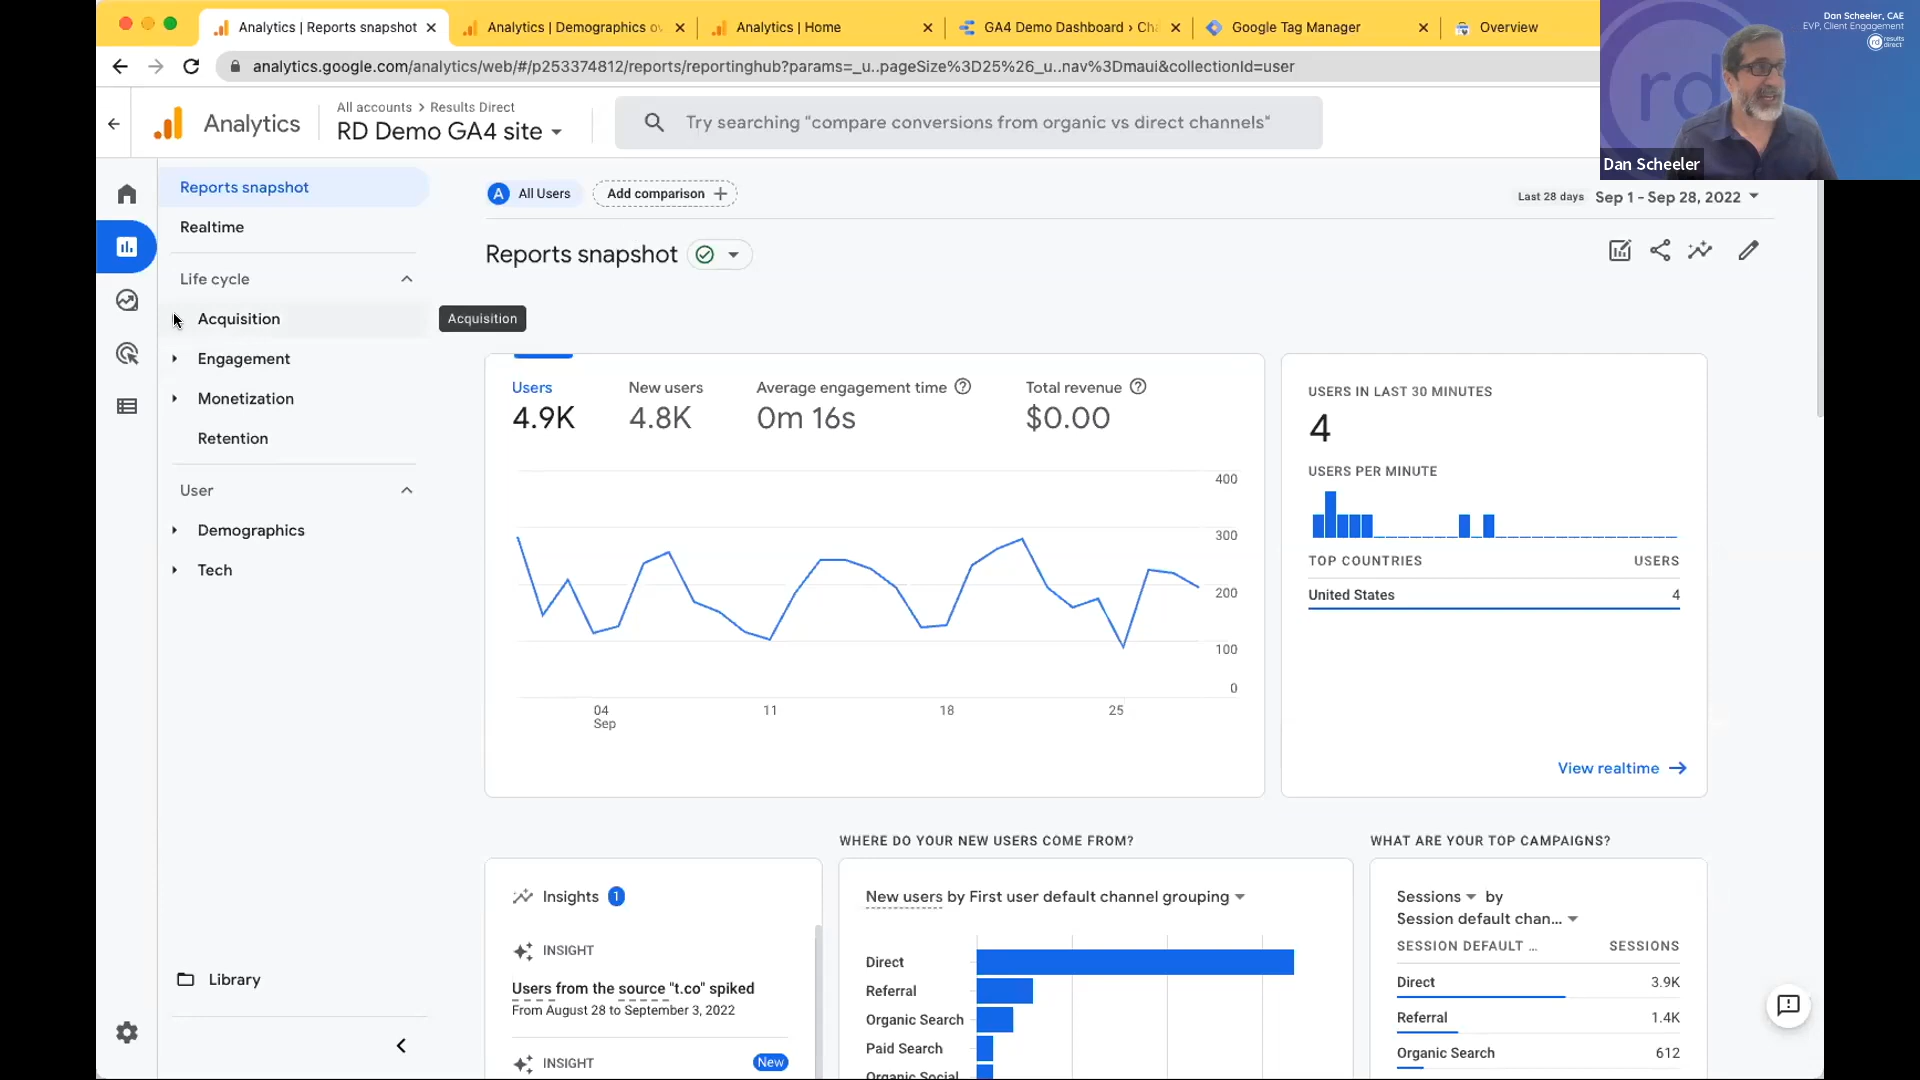 Analytics | Reports snapshot
Analytics | Demographics ov
Analytics | Home
GA4 Demo Dashboard › Cha
Google Tag Manager
Overview
analytics.google.com/analytics/web/#/p253374812/reports/reportinghub?params=_u..pageSize%3D25%26_u..nav%3Dmaui&collectionId=user
Dan Scheeler, CAE
EVP, Client Engagement
rd results direct
rd
Dan Scheeler
Analytics
All accounts > Results Direct
RD Demo GA4 site
Try searching "compare conversions from organic vs direct channels"
Reports snapshot
Realtime
Life cycle
Acquisition
Engagement
Monetization
Retention
User
Demographics
Tech
Library
Acquisition
A All Users
Add comparison +
Last 28 days Sep 1 - Sep 28, 2022
Reports snapshot
Users
4.9K
New users
4.8K
Average engagement time
0m 16s
Total revenue
$0.00
400
300
200
100
0
04
Sep
11
18
25
USERS IN LAST 30 MINUTES
4
USERS PER MINUTE
TOP COUNTRIES USERS
United States 4
View realtime
WHERE DO YOUR NEW USERS COME FROM?
WHAT ARE YOUR TOP CAMPAIGNS?
Insights 1
INSIGHT
Users from the source "t.co" spiked
From August 28 to September 3, 2022
INSIGHT New
New users by First user default channel grouping
Direct
Referral
Organic Search
Paid Search
Organic Social
Sessions by
Session default chan...
SESSION DEFAULT ... SESSIONS
Direct 3.9K
Referral 1.4K
Organic Search 612